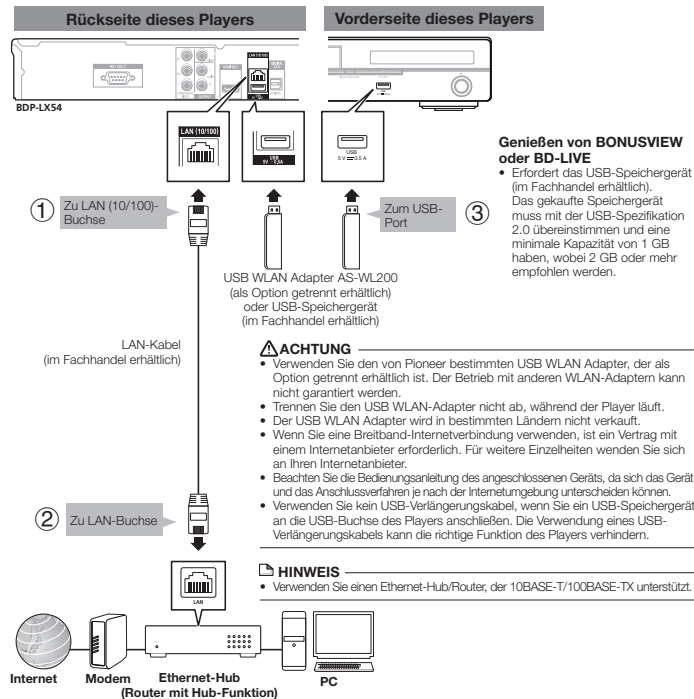 Rückseite dieses Players
Vorderseite dieses Players
LAN (10/100)
BDP-LX54
LAN (10/100)
USB
5V 0.5A
USB
5 V 0.5 A
① Zu LAN (10/100)-
Buchse
Zum USB-
Port
③
Genießen von BONUSVIEW
oder BD-LIVE
• Erfordert das USB-Speichergerät
(im Fachhandel erhältlich).
Das gekaufte Speichergerät
muss mit der USB-Spezifikation
2.0 übereinstimmen und eine
minimale Kapazität von 1 GB
haben, wobei 2 GB oder mehr
empfohlen werden.
USB WLAN Adapter AS-WL200
(als Option getrennt erhältlich)
oder USB-Speichergerät
(im Fachhandel erhältlich)
LAN-Kabel
(im Fachhandel erhältlich)
ACHTUNG
• Verwenden Sie den von Pioneer bestimmten USB WLAN Adapter, der als
Option getrennt erhältlich ist. Der Betrieb mit anderen WLAN-Adaptern kann
nicht garantiert werden.
• Trennen Sie den USB WLAN-Adapter nicht ab, während der Player läuft.
• Der USB WLAN Adapter wird in bestimmten Ländern nicht verkauft.
• Wenn Sie eine Breitband-Internetverbindung verwenden, ist ein Vertrag mit
einem Internetanbieter erforderlich. Für weitere Einzelheiten wenden Sie sich
an Ihren Internetanbieter.
• Beachten Sie die Bedienungsanleitung des angeschlossenen Geräts, da sich das Gerät
und das Anschlussverfahren je nach der Internetumgebung unterscheiden können.
• Verwenden Sie kein USB-Verlängerungskabel, wenn Sie ein USB-Speichergerät
an die USB-Buchse des Players anschließen. Die Verwendung eines USB-
Verlängerungskabels kann die richtige Funktion des Players verhindern.
② Zu LAN-Buchse
HINWEIS
• Verwenden Sie einen Ethernet-Hub/Router, der 10BASE-T/100BASE-TX unterstützt.
LAN
Internet
Modem
Ethernet-Hub
(Router mit Hub-Funktion)
PC